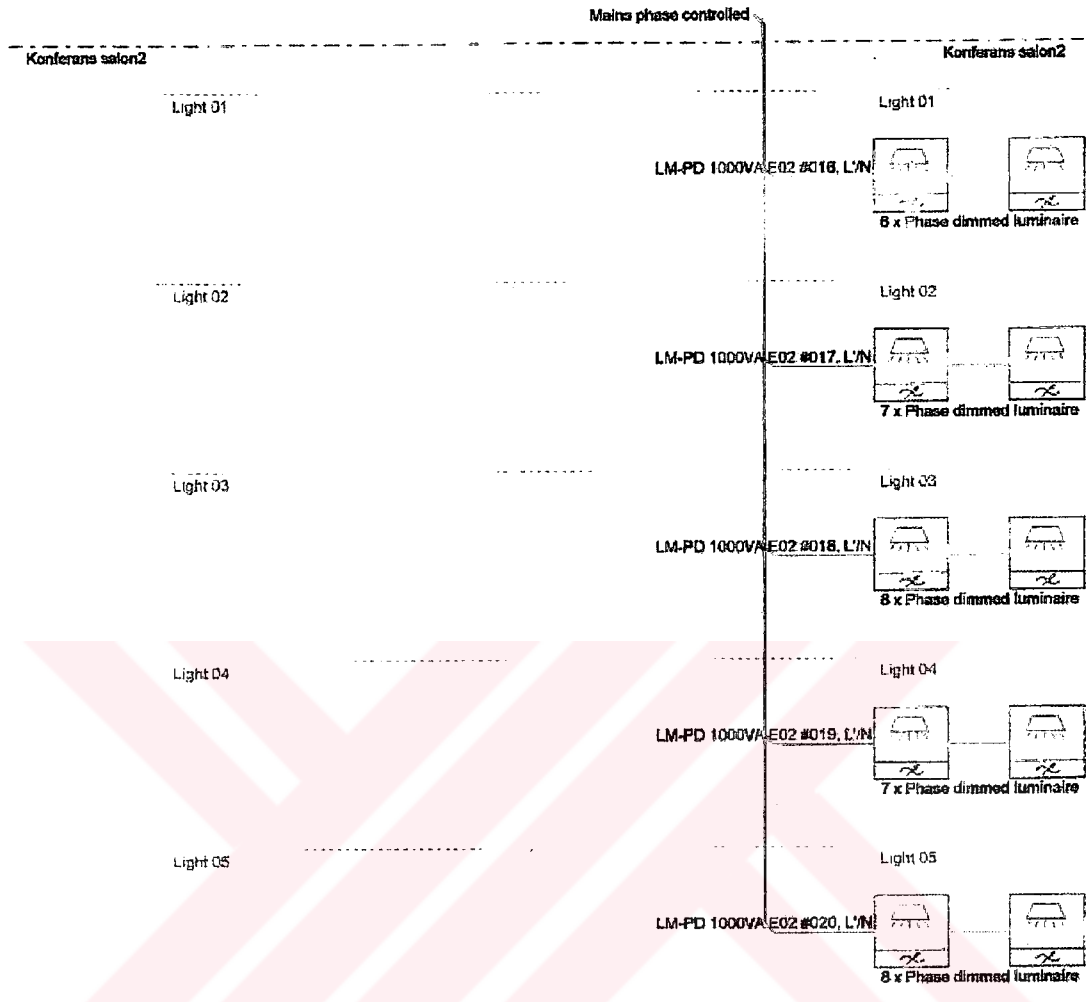 Mains phase controlled
Konferans salon2 Konferans salon2
Light 01 Light 01
LM-PD 1000VA E02 #016, L'/N
6 x Phase dimmed luminaire
Light 02 Light 02
LM-PD 1000VA E02 #017, L'/N
7 x Phase dimmed luminaire
Light 03 Light 03
LM-PD 1000VA E02 #018, L'/N
8 x Phase dimmed luminaire
Light 04 Light 04
LM-PD 1000VA E02 #019, L'/N
7 x Phase dimmed luminaire
Light 05 Light 05
LM-PD 1000VA E02 #020, L'/N
8 x Phase dimmed luminaire